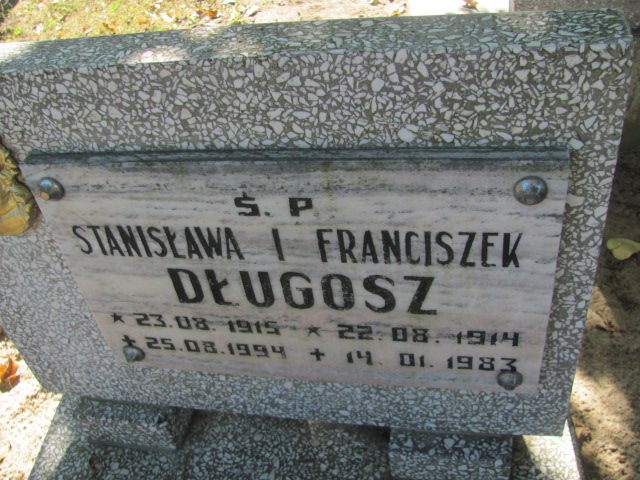 Ś. P.
STANISŁAWA I FRANCISZEK
DŁUGOSZ
* 23.08.1915 * 22.08.1914
+ 25.08.1994 + 14.01.1983